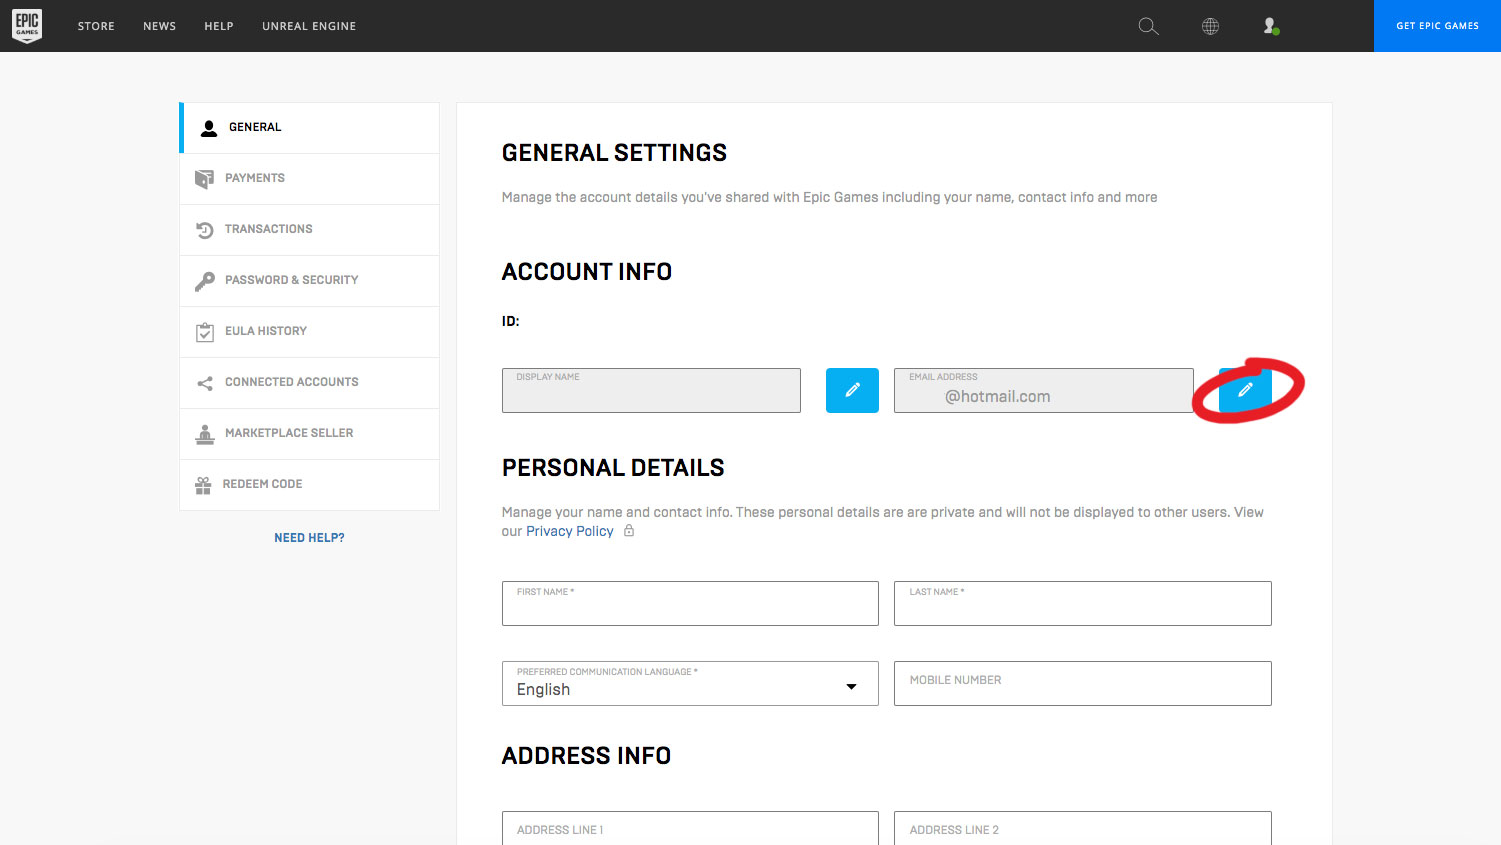 EPIC
GAMES
STORE
NEWS
HELP
UNREAL ENGINE
GET EPIC GAMES
GENERAL
PAYMENTS
TRANSACTIONS
PASSWORD & SECURITY
EULA HISTORY
CONNECTED ACCOUNTS
MARKETPLACE SELLER
REDEEM CODE
NEED HELP?
GENERAL SETTINGS
Manage the account details you've shared with Epic Games including your name, contact info and more
ACCOUNT INFO
ID:
DISPLAY NAME
EMAIL ADDRESS
@hotmail.com
PERSONAL DETAILS
Manage your name and contact info. These personal details are are private and will not be displayed to other users. View
our Privacy Policy
FIRST NAME *
LAST NAME *
PREFERRED COMMUNICATION LANGUAGE *
English
MOBILE NUMBER
ADDRESS INFO
ADDRESS LINE 1
ADDRESS LINE 2